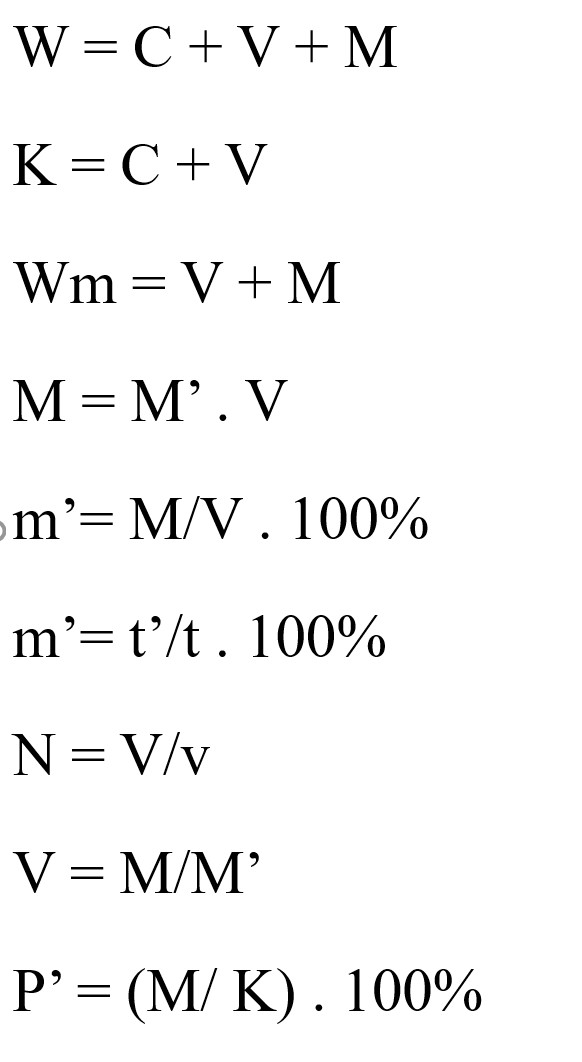 W = C + V + M
K = C + V
Wm = V + M
M = M’ . V
m’= M/V . 100%
m’= t’/t . 100%
N = V/v
V = M/M’
P’ = (M/ K) . 100%